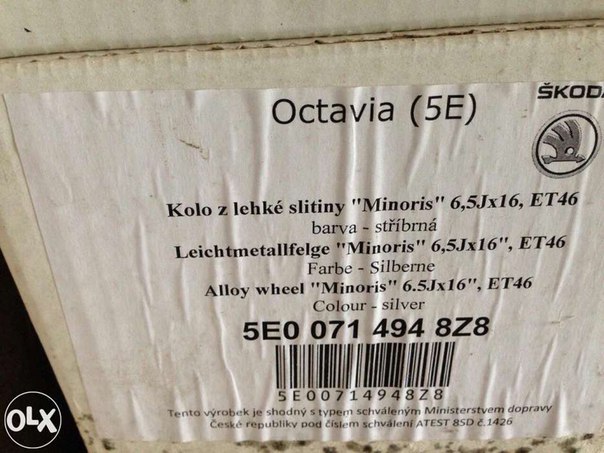 ŠKODA
Octavia (5E)
Kolo z lehké slitiny "Minoris" 6,5Jx16, ET46
barva - stříbrná
Leichtmetallfelge "Minoris" 6,5Jx16", ET46
Farbe - Silberne
Alloy wheel "Minoris" 6.5Jx16", ET46
Colour - silver
5E0 071 494 8Z8
5E00714948Z8
Tento výrobek je shodný s typem schváleným Ministerstvem dopravy
České republiky pod číslem schválení ATEST 8SD č.1426
OLX